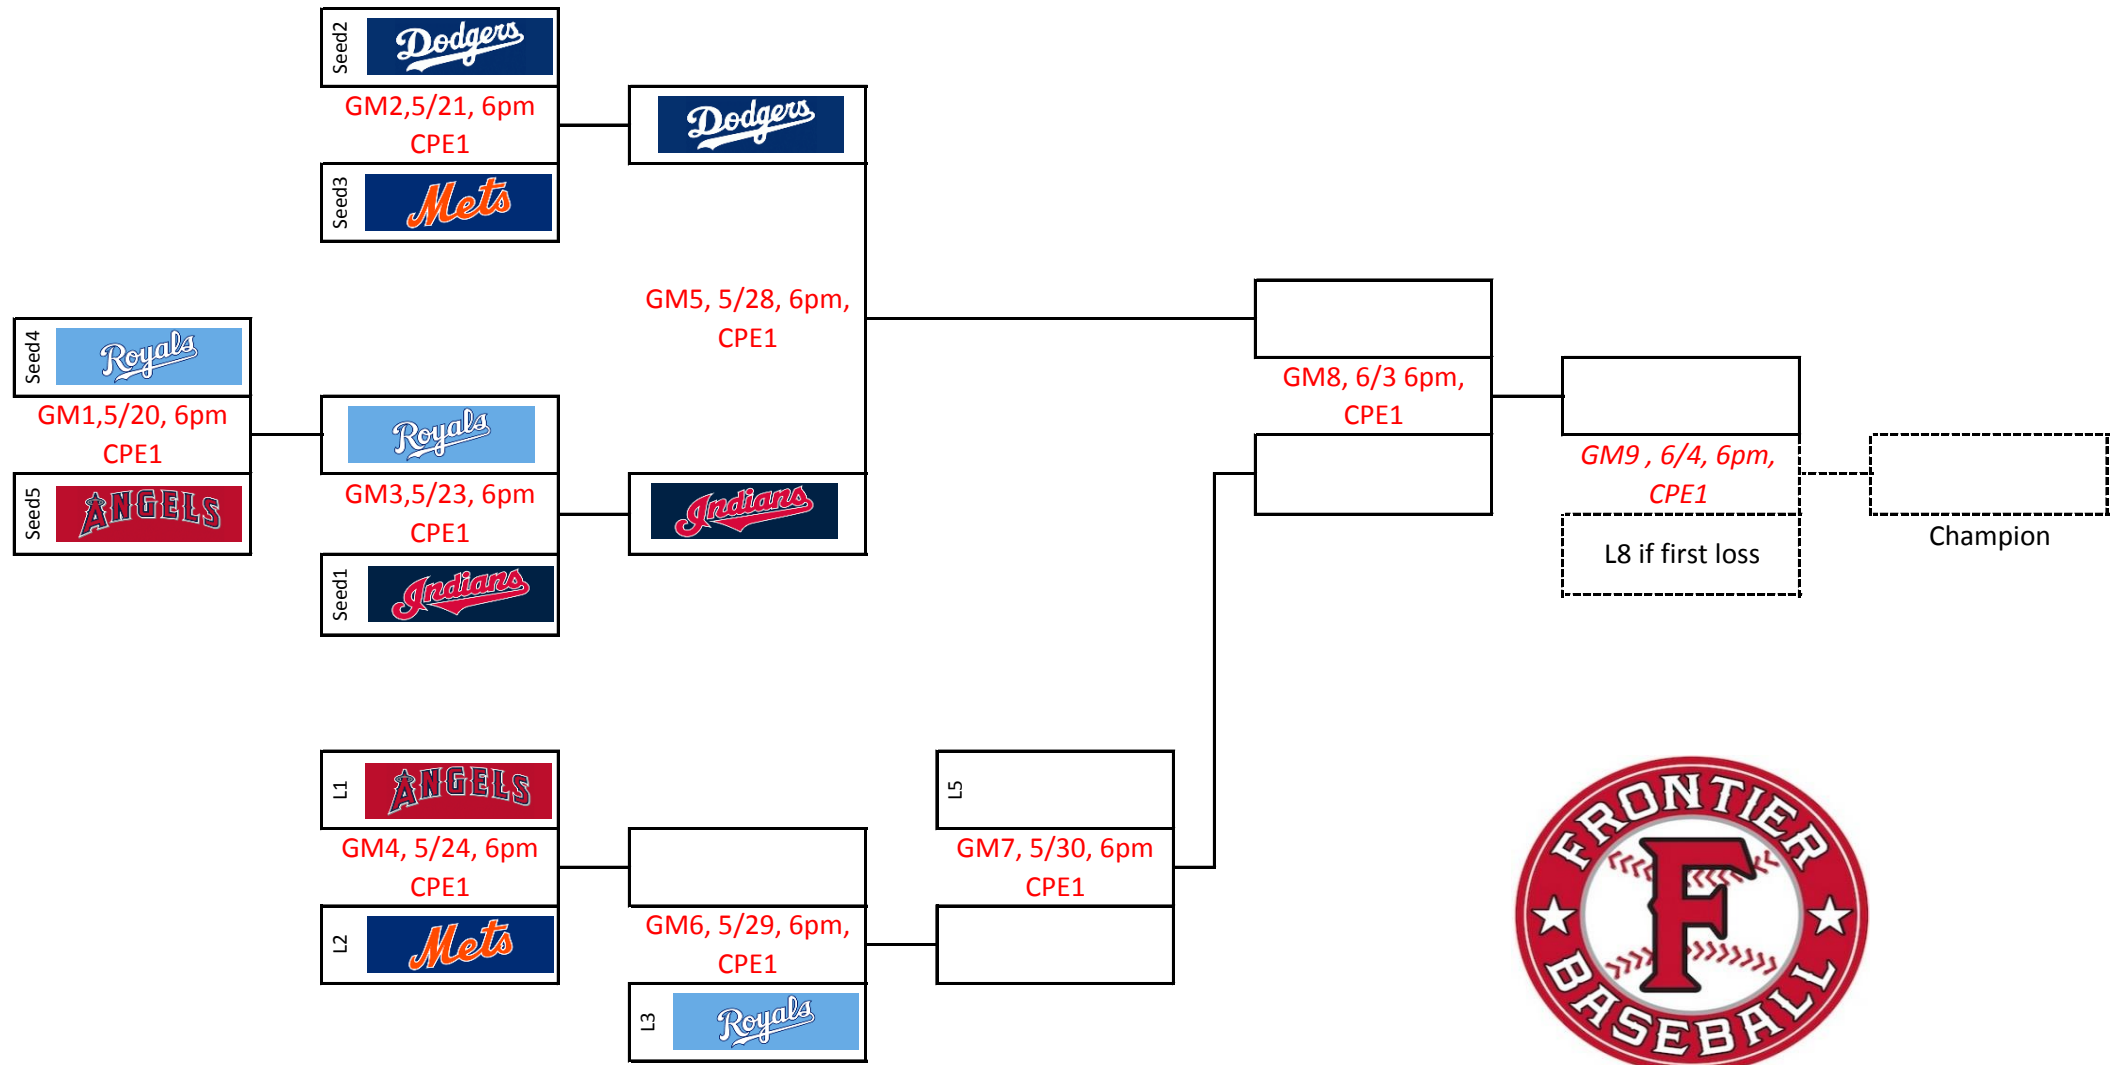 Seed2
Dodgers
GM2,5/21, 6pm
CPE1
Seed3
Mets
Dodgers
GM5, 5/28, 6pm,
CPE1
Seed4
Royals
GM1,5/20, 6pm
CPE1
Seed5
ANGELS
Royals
GM3,5/23, 6pm
CPE1
Seed1
Indians
Indians
GM8, 6/3 6pm,
CPE1
GM9 , 6/4, 6pm,
CPE1
L8 if first loss
Champion
L1
ANGELS
GM4, 5/24, 6pm
CPE1
L2
Mets
GM6, 5/29, 6pm,
CPE1
L3
Royals
L5
GM7, 5/30, 6pm
CPE1
FRONTIER
F
BASEBALL